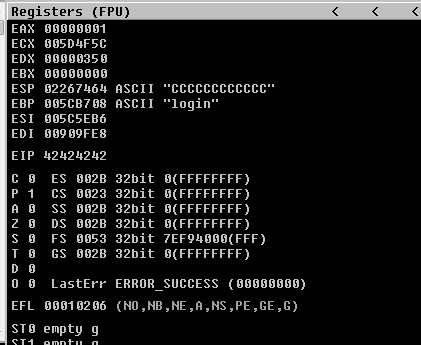 Registers (FPU) < < <
EAX 00000001
ECX 005D4F5C
EDX 00000350
EBX 00000000
ESP 02267464 ASCII "CCCCCCCCCCCC"
EBP 005CB708 ASCII "login"
ESI 005C5EB6
EDI 00909FE8
EIP 42424242
C 0 ES 002B 32bit 0(FFFFFFFF)
P 1 CS 0023 32bit 0(FFFFFFFF)
A 0 SS 002B 32bit 0(FFFFFFFF)
Z 0 DS 002B 32bit 0(FFFFFFFF)
S 0 FS 0053 32bit 7EF94000(FFF)
T 0 GS 002B 32bit 0(FFFFFFFF)
D 0
O 0 LastErr ERROR_SUCCESS (00000000)
EFL 00010206 (NO,NB,NE,A,NS,PE,GE,G)
ST0 empty g
ST1 empty g